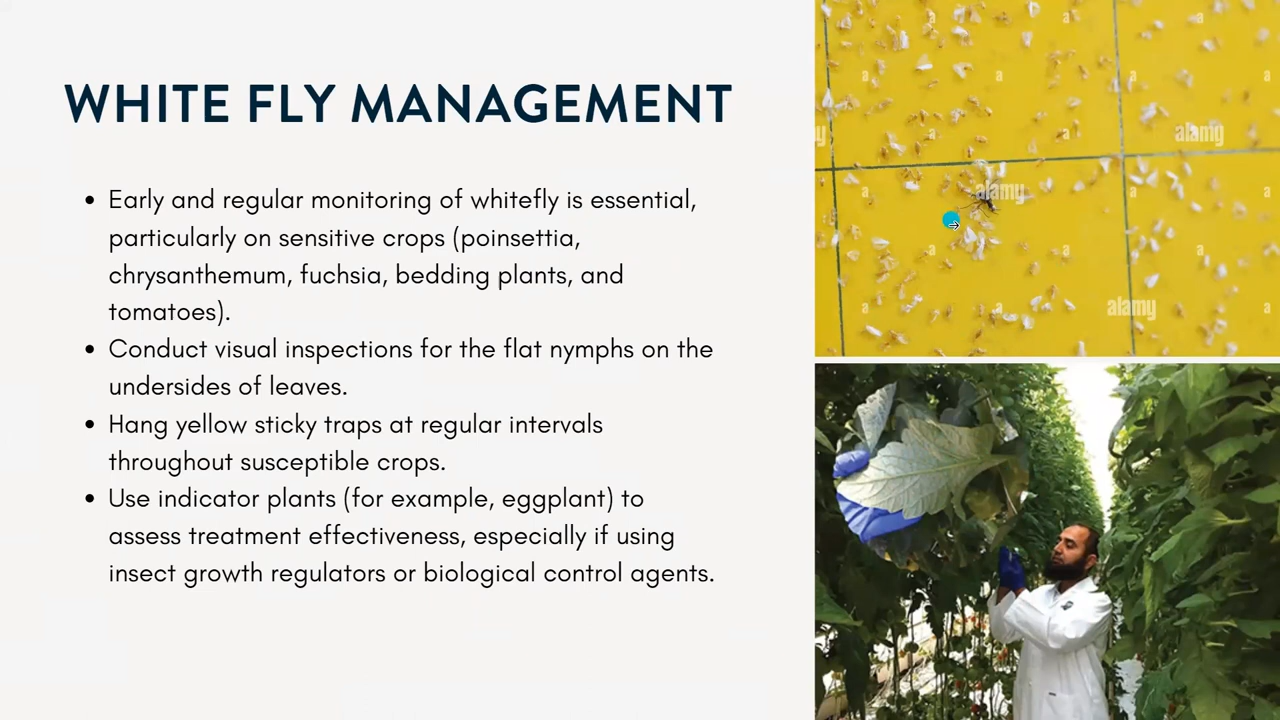 WHITE FLY MANAGEMENT
• Early and regular monitoring of whitefly is essential,
particularly on sensitive crops (poinsettia,
chrysanthemum, fuchsia, bedding plants, and
tomatoes).
• Conduct visual inspections for the flat nymphs on the
undersides of leaves.
• Hang yellow sticky traps at regular intervals
throughout susceptible crops.
• Use indicator plants (for example, eggplant) to
assess treatment effectiveness, especially if using
insect growth regulators or biological control agents.
a
a
a
a
a
a
a
alamy
a
alamy
a
a
a
a
a
alamy
a
a
a